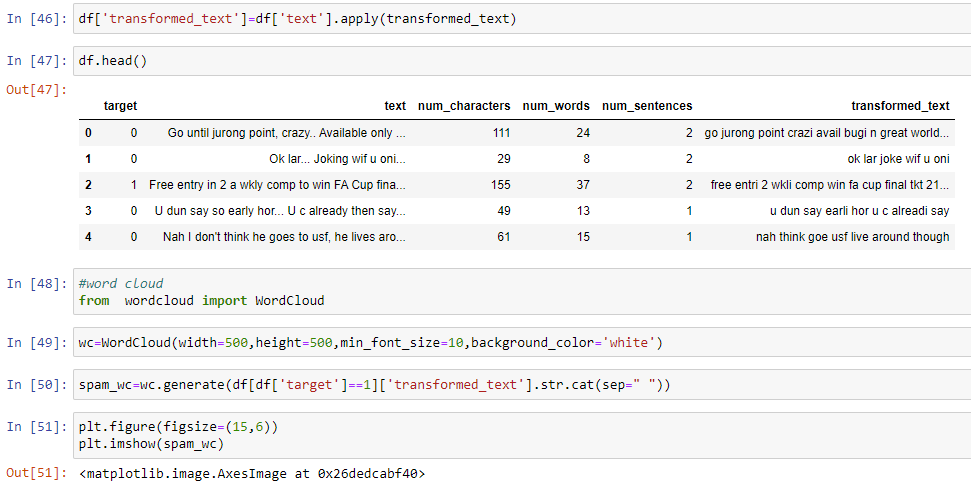 In [46]: df['transformed_text']=df['text'].apply(transformed_text)
In [47]: df.head()
Out[47]:
target text num_characters num_words num_sentences transformed_text
0 0 Go until jurong point, crazy.. Available only ... 111 24 2 go jurong point crazi avail bugi n great world...
1 0 Ok lar... Joking wif u oni... 29 8 2 ok lar joke wif u oni
2 1 Free entry in 2 a wkly comp to win FA Cup fina... 155 37 2 free entri 2 wkli comp win fa cup final tkt 21...
3 0 U dun say so early hor... U c already then say... 49 13 1 u dun say earli hor u c alreadi say
4 0 Nah I don't think he goes to usf, he lives aro... 61 15 1 nah think goe usf live around though
In [48]: #word cloud
from  wordcloud import WordCloud
In [49]: wc=WordCloud(width=500,height=500,min_font_size=10,background_color='white')
In [50]: spam_wc=wc.generate(df[df['target']==1]['transformed_text'].str.cat(sep=" "))
In [51]: plt.figure(figsize=(15,6))
plt.imshow(spam_wc)
Out[51]: <matplotlib.image.AxesImage at 0x26dedcabf40>